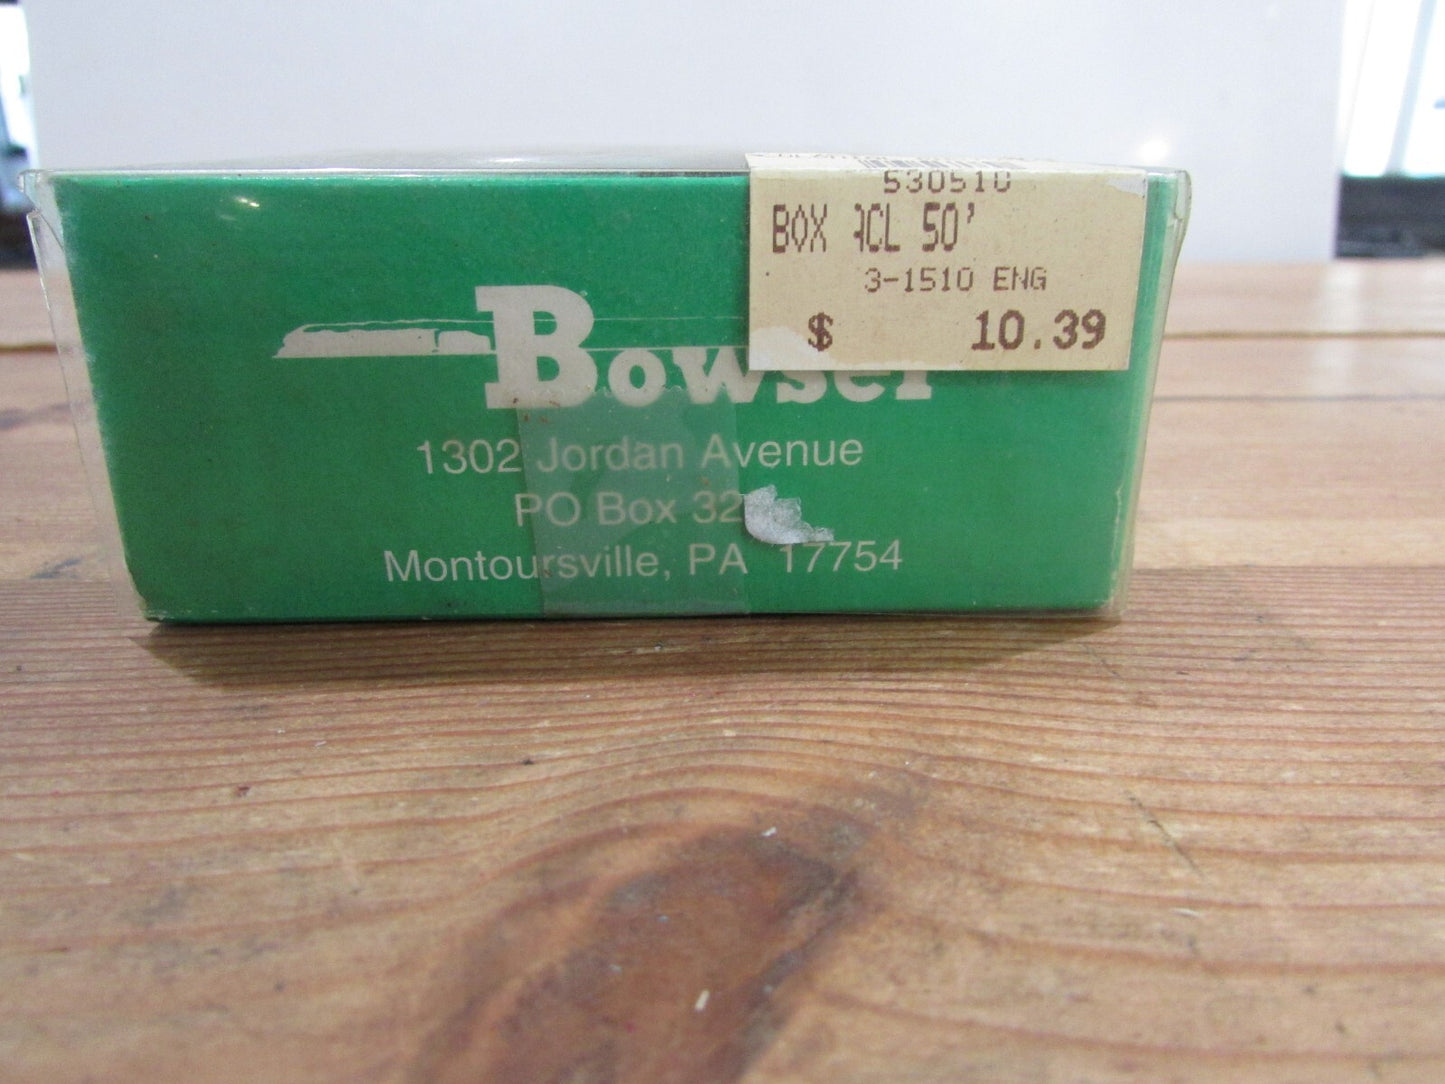 530510
BOX ACL 50'
3-1510 ENG
$ 10.39
Bowser
1302 Jordan Avenue
PO Box 32
Montoursville, PA 17754